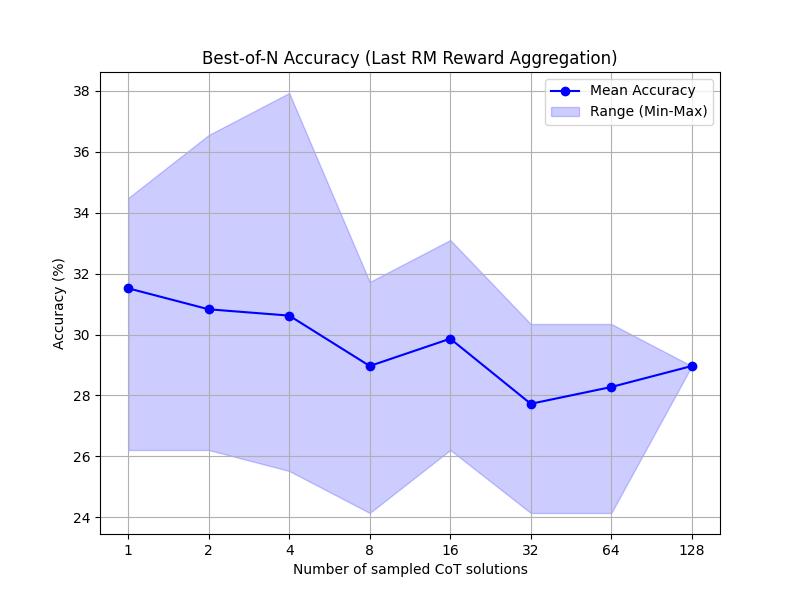 Best-of-N Accuracy (Last RM Reward Aggregation)
Mean Accuracy
Range (Min-Max)
Accuracy (%)
38
36
34
32
30
28
26
24
1 2 4 8 16 32 64 128
Number of sampled CoT solutions